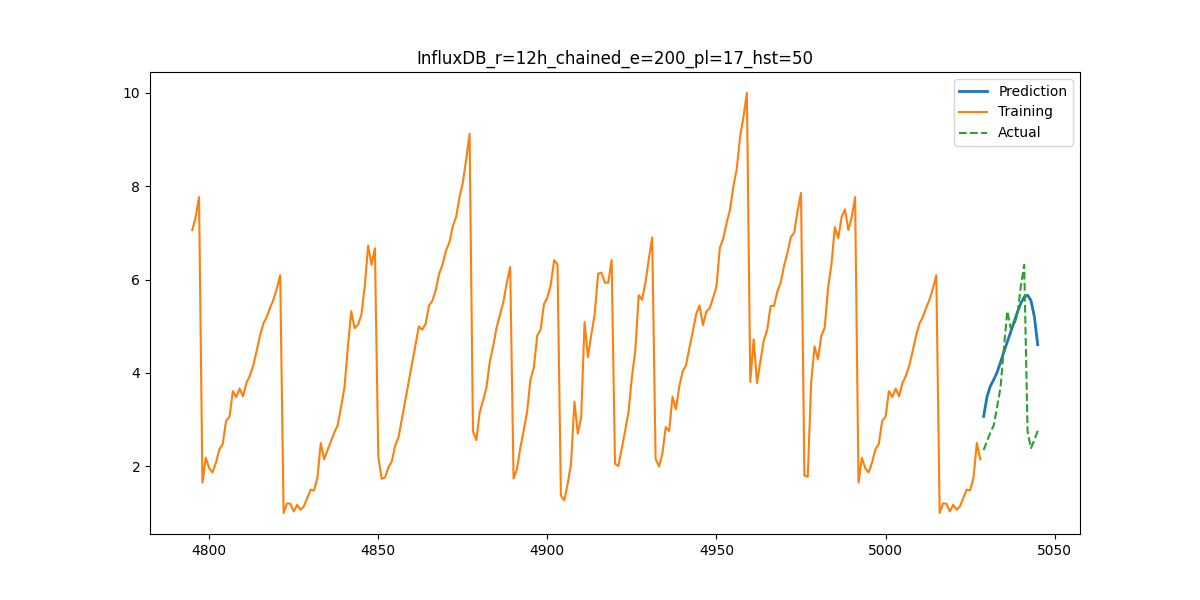 InfluxDB_r=12h_chained_e=200_pl=17_hst=50
Prediction
Training
Actual
10
8
6
4
2
4800
4850
4900
4950
5000
5050